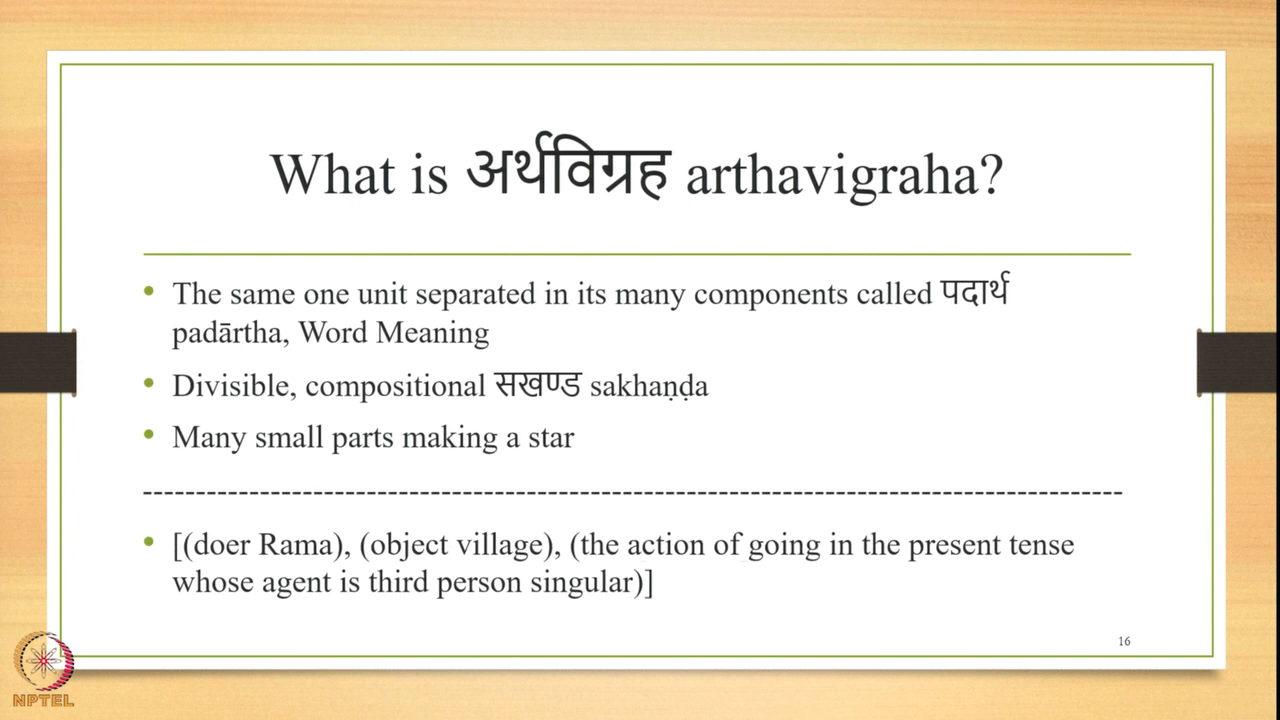 What is अर्थविग्रह arthavigraha?
• The same one unit separated in its many components called पदार्थ
padārtha, Word Meaning
• Divisible, compositional सखण्ड sakhaṇḍa
• Many small parts making a star
--------------------------------------------------------------------------------------------
• [(doer Rama), (object village), (the action of going in the present tense
whose agent is third person singular)]
16
NPTEL